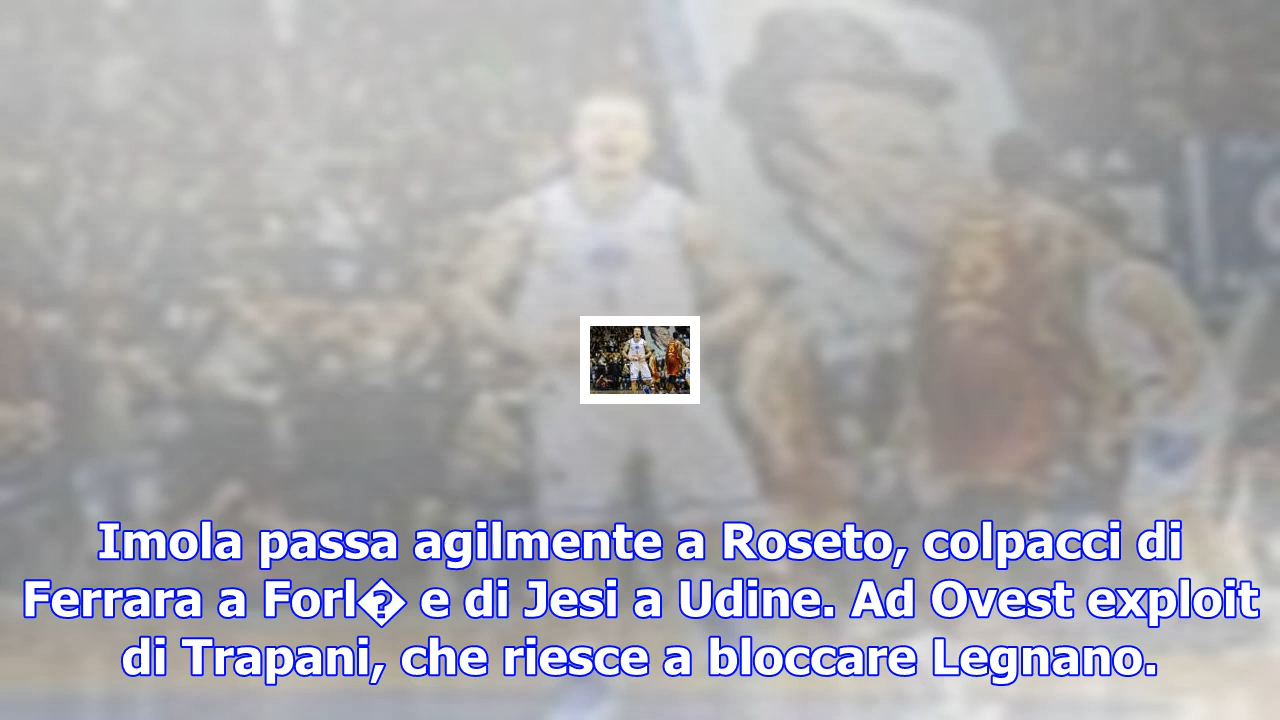 Imola passa agilmente a Roseto, colpacci di
Ferrara a Forl� e di Jesi a Udine. Ad Ovest exploit
di Trapani, che riesce a bloccare Legnano.